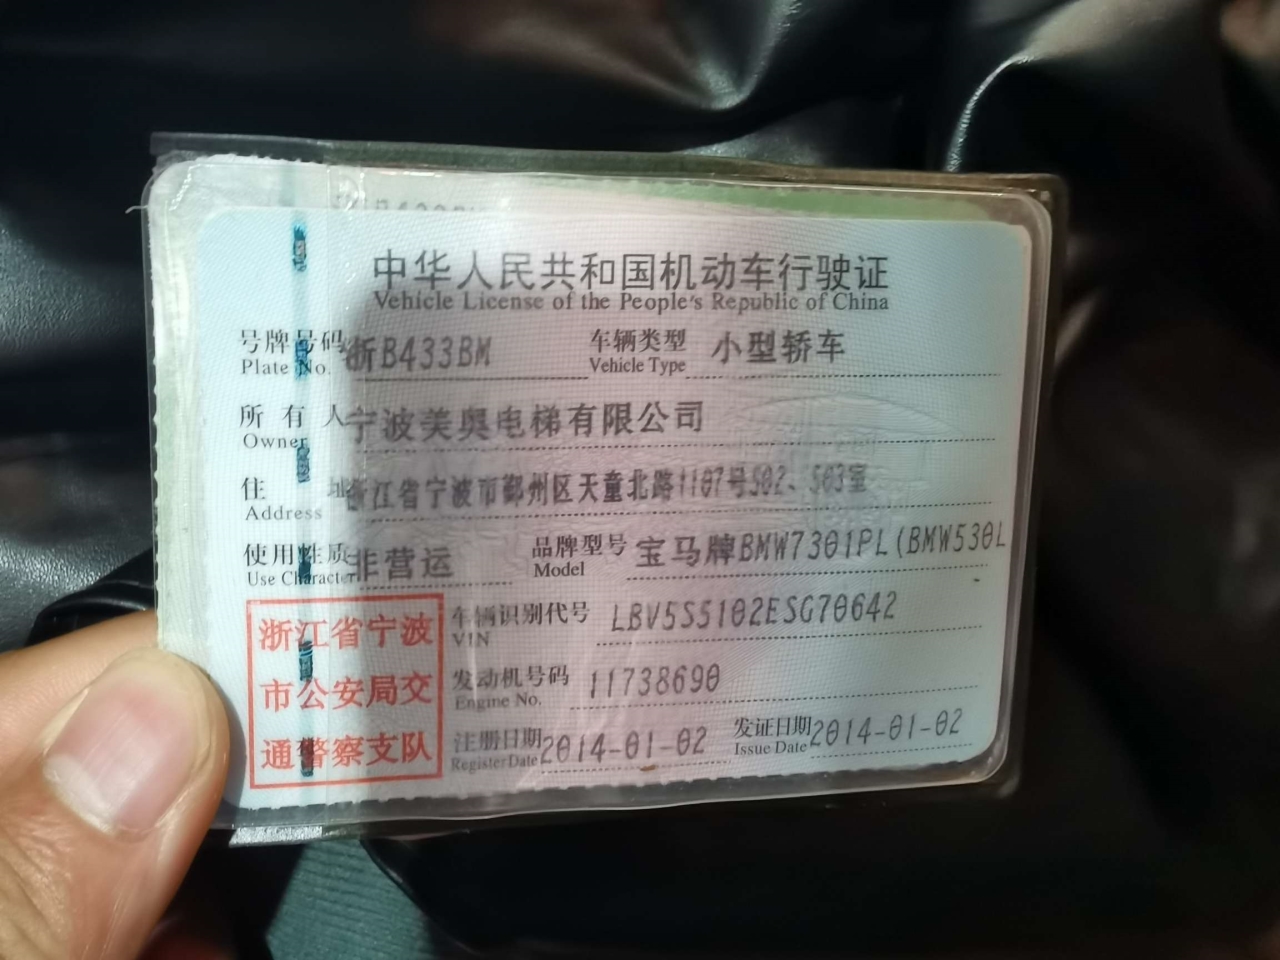 中华人民共和国机动车行驶证
Vehicle License of the People's Republic of China
号牌号码 浙B433BM 车辆类型 小型轿车
Plate No. Vehicle Type
所有人 宁波美奥电梯有限公司
Owner
住址 浙江省宁波市鄞州区天童北路1107号502、503室
Address
使用性质 非营运 品牌型号 宝马牌BMW7301PL(BMW530L
Use Character Model
浙江省宁波
市公安局交
通警察支队
车辆识别代号 LBV5S5102ESG70642
VIN
发动机号码 11738690
Engine No.
注册日期 2014-01-02 发证日期 2014-01-02
Register Date Issue Date